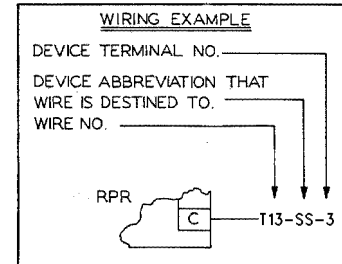 WIRING EXAMPLE
DEVICE TERMINAL NO.
DEVICE ABBREVIATION THAT
WIRE IS DESTINED TO.
WIRE NO.
RPR
C
T13-SS-3